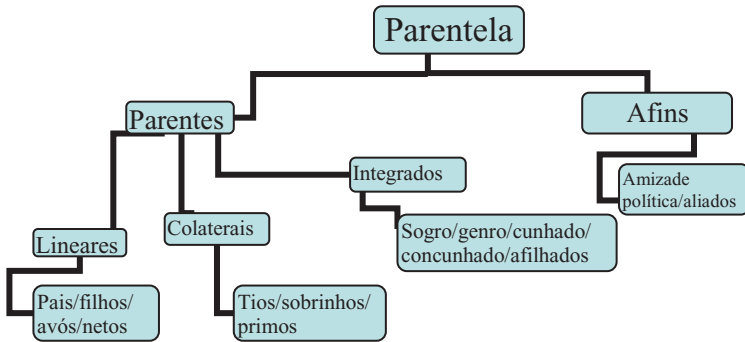 Parentela
Parentes
Afins
Integrados
Amizade
política/aliados
Lineares
Colaterais
Sogro/genro/cunhado/
concunhado/afilhados
Pais/filhos/
avós/netos
Tios/sobrinhos/
primos